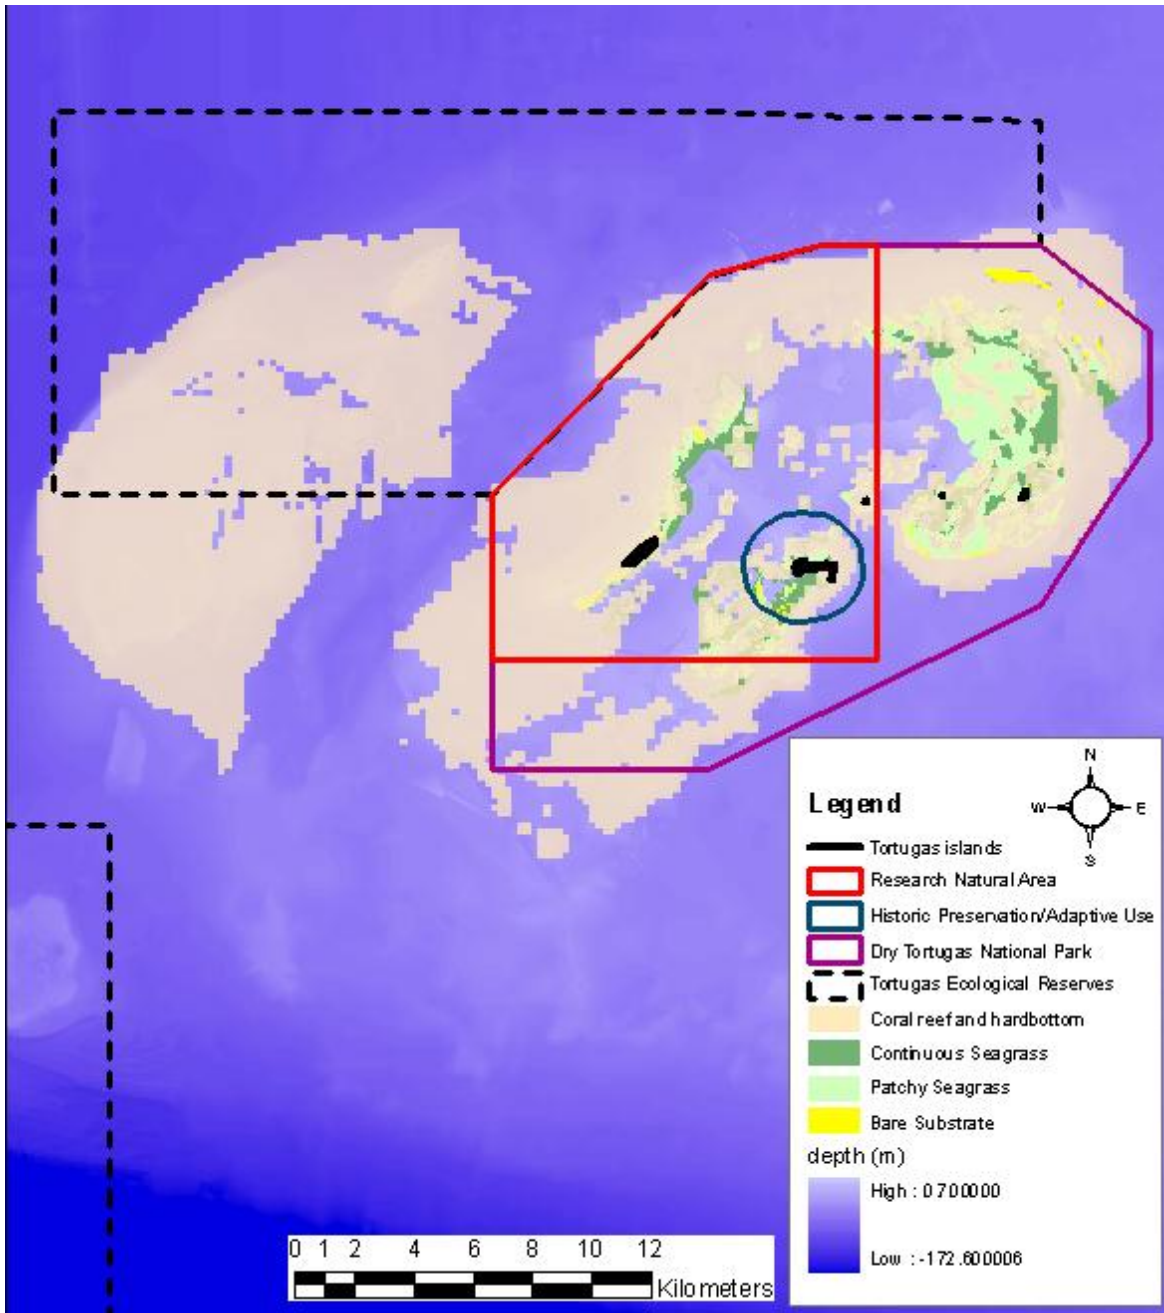 N
W E
S
Legend
Tortugas islands
Research Natural Area
Historic Preservation/Adaptive Use
Dry Tortugas National Park
Tortugas Ecological Reserves
Coral reef and hardbottom
Continuous Seagrass
Patchy Seagrass
Bare Substrate
depth (m)
High : 0.700000
Low : -172.600006
0 1 2 4 6 8 10 12
Kilometers